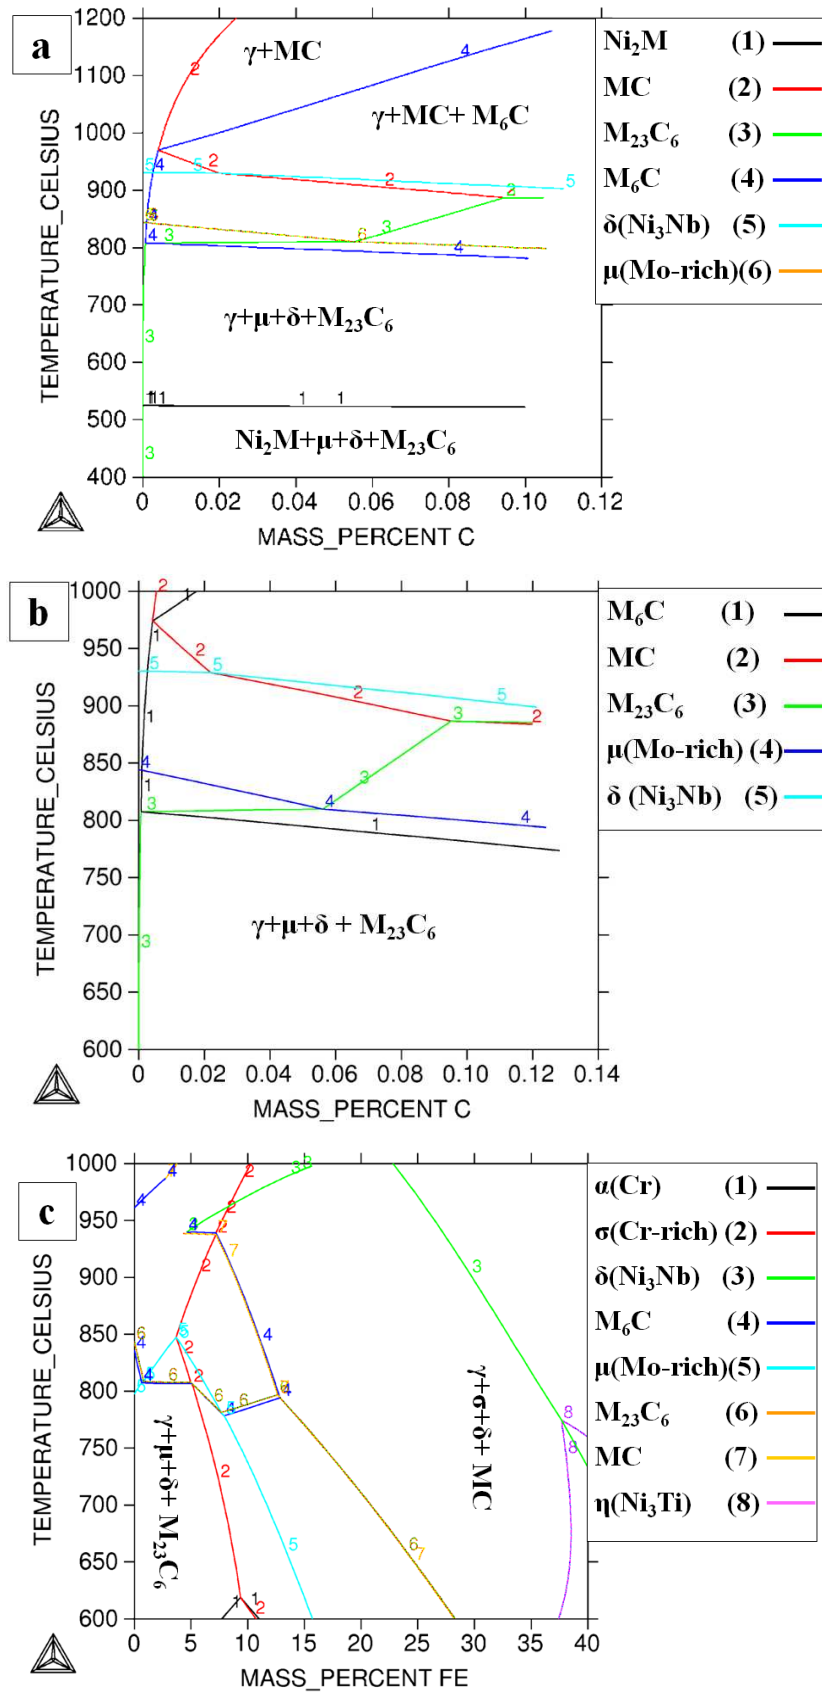 a
γ+MC
γ+MC+ M₆C
γ+μ+δ+M₂₃C₆
Ni₂M+μ+δ+M₂₃C₆
TEMPERATURE_CELSIUS
1200
1100
1000
900
800
700
600
500
400
0 0.02 0.04 0.06 0.08 0.10 0.12
MASS_PERCENT C
Ni₂M (1)
MC (2)
M₂₃C₆ (3)
M₆C (4)
δ(Ni₃Nb) (5)
μ(Mo-rich)(6)
b
γ+μ+δ + M₂₃C₆
TEMPERATURE_CELSIUS
1000
950
900
850
800
750
700
650
600
0 0.02 0.04 0.06 0.08 0.10 0.12 0.14
MASS_PERCENT C
M₆C (1)
MC (2)
M₂₃C₆ (3)
μ(Mo-rich) (4)
δ (Ni₃Nb) (5)
c
γ+μ+δ+ M₂₃C₆
γ+σ+δ+ MC
TEMPERATURE_CELSIUS
1000
950
900
850
800
750
700
650
600
0 5 10 15 20 25 30 35 40
MASS_PERCENT FE
α(Cr) (1)
σ(Cr-rich) (2)
δ(Ni₃Nb) (3)
M₆C (4)
μ(Mo-rich)(5)
M₂₃C₆ (6)
MC (7)
η(Ni₃Ti) (8)